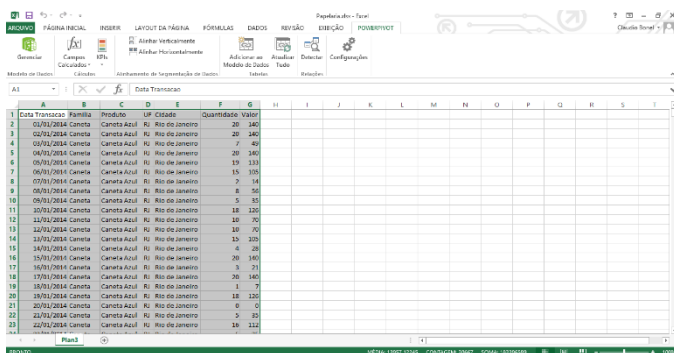 Papelaria.xlsx - Excel
ARQUIVO PÁGINA INICIAL INSERIR LAYOUT DA PÁGINA FÓRMULAS DADOS REVISÃO EXIBIÇÃO POWERPIVOT
Gerenciar Campos Calculados KPIs Alinhar Verticalmente Alinhar Horizontalmente Adicionar ao Modelo de Dados Atualizar Tudo Detectar Configurações
Modelo de Dados Cálculos Alinhamento de Segmentação de Dados Tabelas Relações
A1 fx Data Transacao
A B C D E F G H I J K L M N O P Q R S T
1 Data Transacao Familia Produto UF Cidade Quantidade Valor
2 01/01/2014 Caneta Caneta Azul RJ Rio de Janeiro 20 140
3 02/01/2014 Caneta Caneta Azul RJ Rio de Janeiro 20 140
4 03/01/2014 Caneta Caneta Azul RJ Rio de Janeiro 7 49
5 04/01/2014 Caneta Caneta Azul RJ Rio de Janeiro 20 140
6 05/01/2014 Caneta Caneta Azul RJ Rio de Janeiro 19 133
7 06/01/2014 Caneta Caneta Azul RJ Rio de Janeiro 15 105
8 07/01/2014 Caneta Caneta Azul RJ Rio de Janeiro 2 14
9 08/01/2014 Caneta Caneta Azul RJ Rio de Janeiro 8 56
10 09/01/2014 Caneta Caneta Azul RJ Rio de Janeiro 5 35
11 10/01/2014 Caneta Caneta Azul RJ Rio de Janeiro 18 126
12 11/01/2014 Caneta Caneta Azul RJ Rio de Janeiro 10 70
13 12/01/2014 Caneta Caneta Azul RJ Rio de Janeiro 10 70
14 13/01/2014 Caneta Caneta Azul RJ Rio de Janeiro 15 105
15 14/01/2014 Caneta Caneta Azul RJ Rio de Janeiro 4 28
16 15/01/2014 Caneta Caneta Azul RJ Rio de Janeiro 20 140
17 16/01/2014 Caneta Caneta Azul RJ Rio de Janeiro 3 21
18 17/01/2014 Caneta Caneta Azul RJ Rio de Janeiro 20 140
19 18/01/2014 Caneta Caneta Azul RJ Rio de Janeiro 1 7
20 19/01/2014 Caneta Caneta Azul RJ Rio de Janeiro 18 126
21 20/01/2014 Caneta Caneta Azul RJ Rio de Janeiro 0 0
22 21/01/2014 Caneta Caneta Azul RJ Rio de Janeiro 5 35
23 22/01/2014 Caneta Caneta Azul RJ Rio de Janeiro 16 112
Plan3
PRONTO